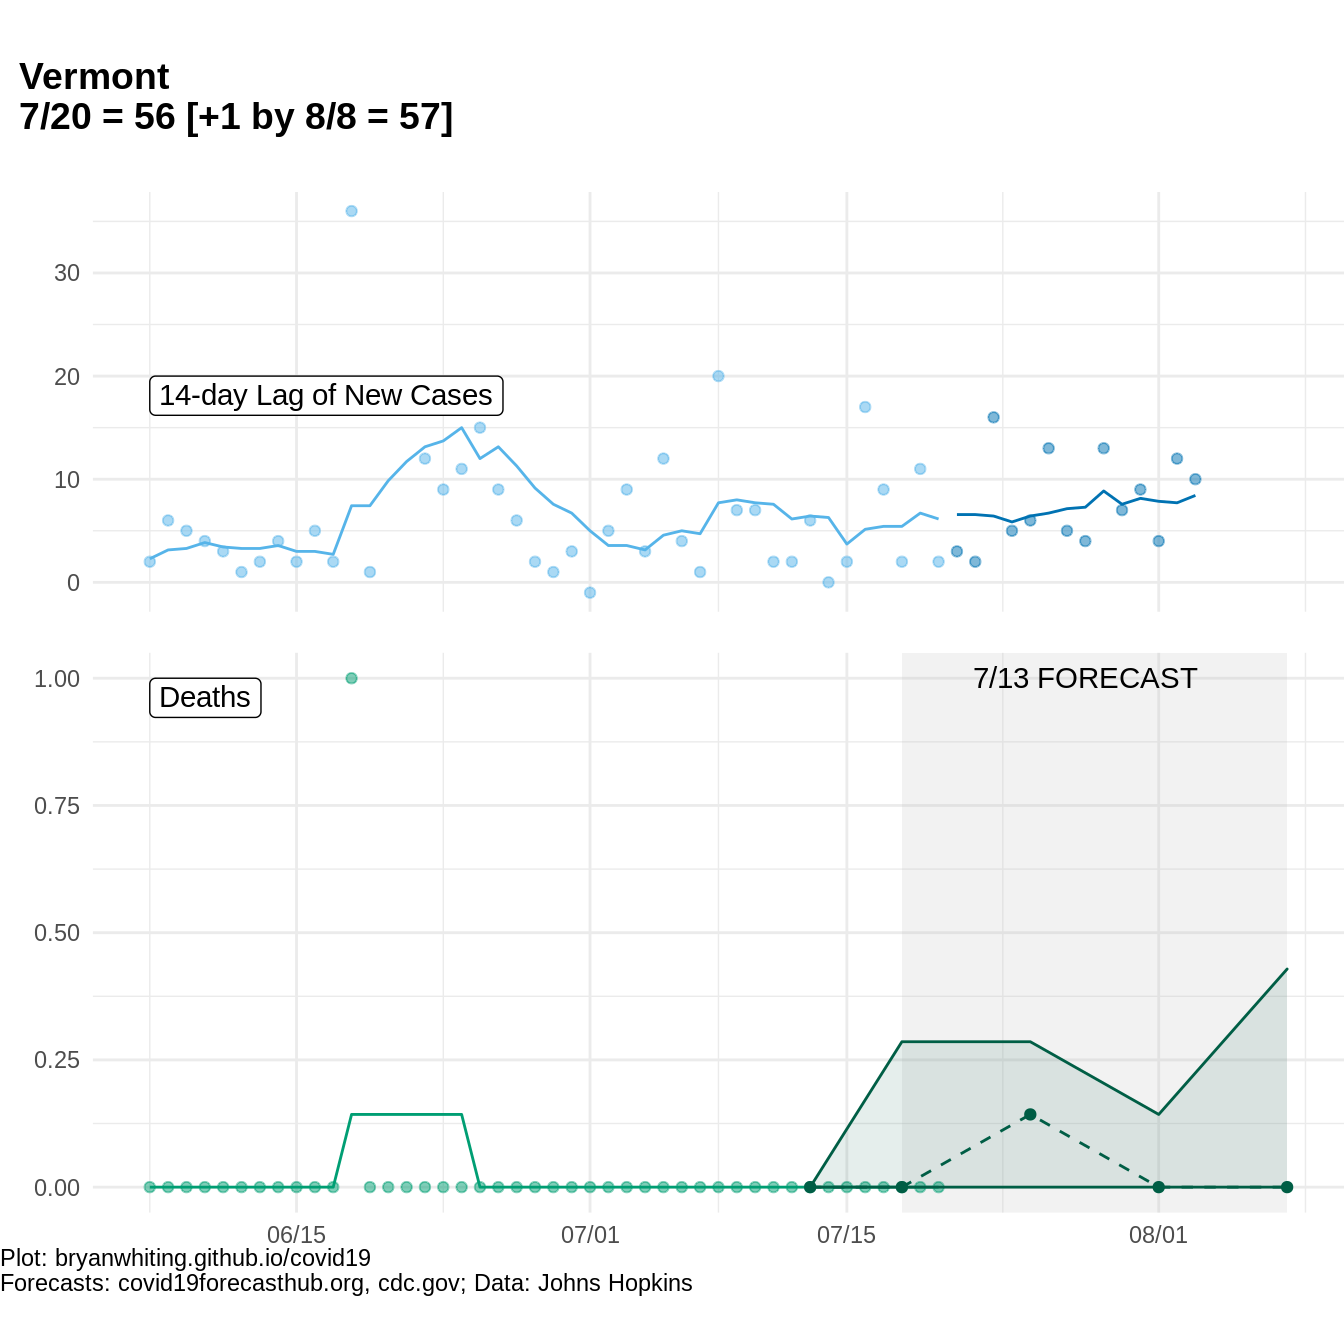 Vermont
7/20 = 56 [+1 by 8/8 = 57]
30
20
10
0
14-day Lag of New Cases
1.00
0.75
0.50
0.25
0.00
Deaths
7/13 FORECAST
06/15
07/01
07/15
08/01
Plot: bryanwhiting.github.io/covid19
Forecasts: covid19forecasthub.org, cdc.gov; Data: Johns Hopkins